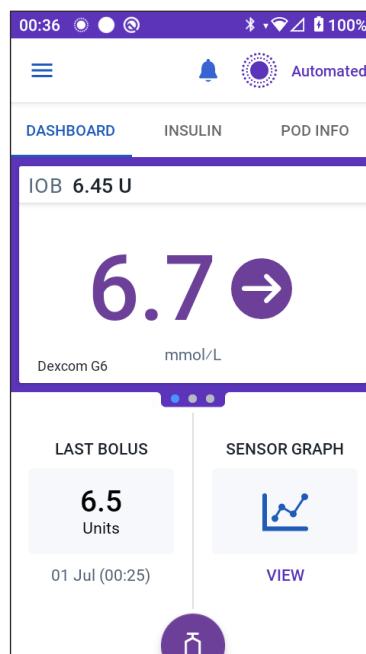 00:36 100%
Automated
DASHBOARD INSULIN POD INFO
IOB 6.45 U
6.7
mmol/L
Dexcom G6
LAST BOLUS SENSOR GRAPH
6.5
Units
01 Jul (00:25) VIEW